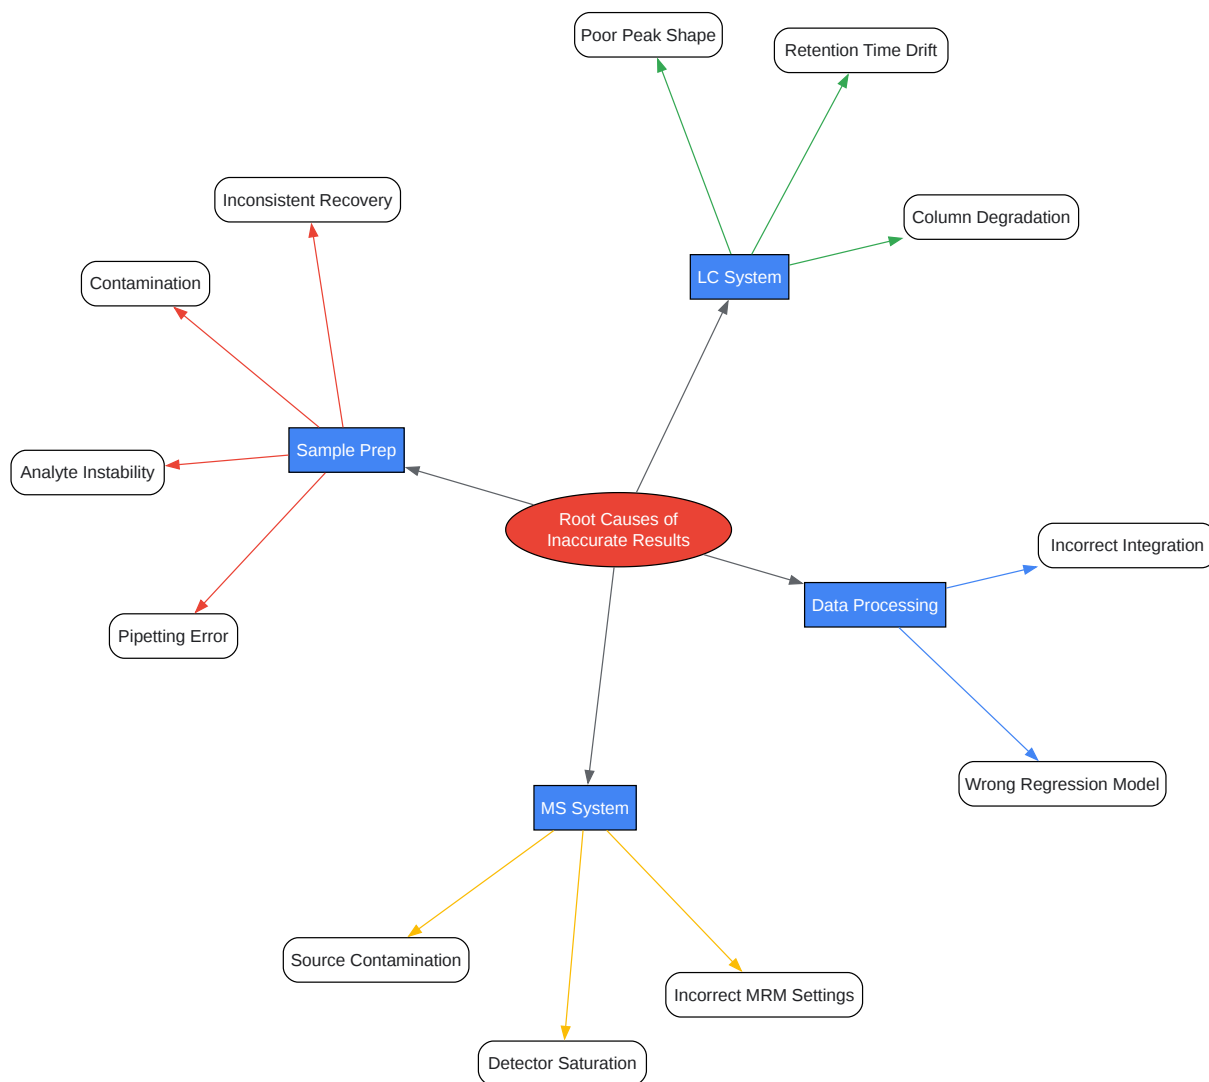 Poor Peak Shape
Retention Time Drift
Inconsistent Recovery
Column Degradation
Contamination
LC System
Sample Prep
Analyte Instability
Root Causes of
Inaccurate Results
Incorrect Integration
Data Processing
Pipetting Error
Wrong Regression Model
MS System
Source Contamination
Incorrect MRM Settings
Detector Saturation